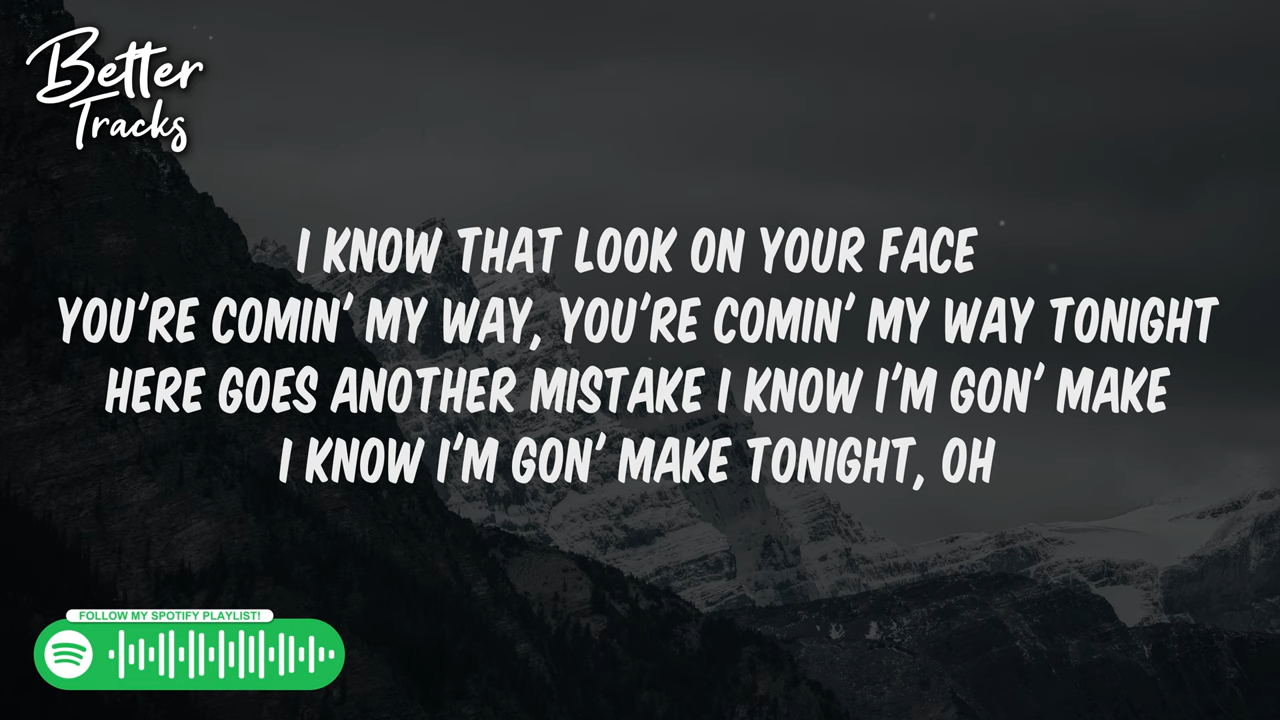 Better
Tracks
I KNOW THAT LOOK ON YOUR FACE
YOU'RE COMIN' MY WAY, YOU'RE COMIN' MY WAY TONIGHT
HERE GOES ANOTHER MISTAKE I KNOW I'M GON' MAKE
I KNOW I'M GON' MAKE TONIGHT, OH
FOLLOW MY SPOTIFY PLAYLIST!